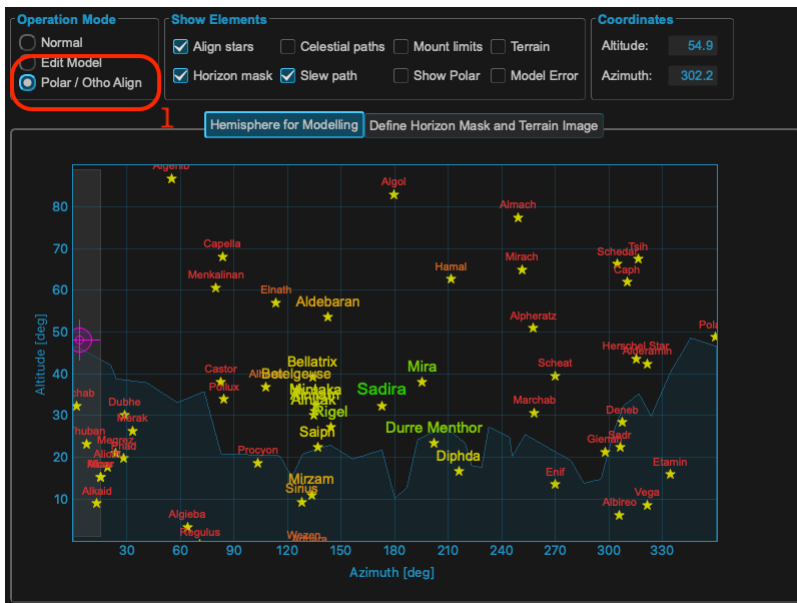 Operation Mode
Normal
Edit Model
Polar / Otho Align
1
Show Elements
Align stars
Celestial paths
Mount limits
Terrain
Horizon mask
Slew path
Show Polar
Model Error
Coordinates
Altitude: 54.9
Azimuth: 302.2
Hemisphere for Modelling
Define Horizon Mask and Terrain Image
Altitude [deg]
80
70
60
50
40
30
20
10
Algenib
Algol
Almach
Capella
Schedar
Tsih
Mirach
Caph
Hamal
Menkalinan
Elnath
Aldebaran
Alpheratz
Pola
Herschel Star
Alderamin
Bellatrix
Mira
Scheat
Castor
Betelgeuse
Pollux
Sadira
Mintaka
Alnitak
chab
Dubhe
Rigel
Marchab
Deneb
Merak
Durre Menthor
Thuban
Megrez
Saiph
Sadr
Procyon
Diphda
Etamin
Enif
Alkaid
Mirzam
Sirius
Vega
Albireo
Algieba
Regulus
Wezen
30
60
90
120
150
180
210
240
270
300
330
Azimuth [deg]